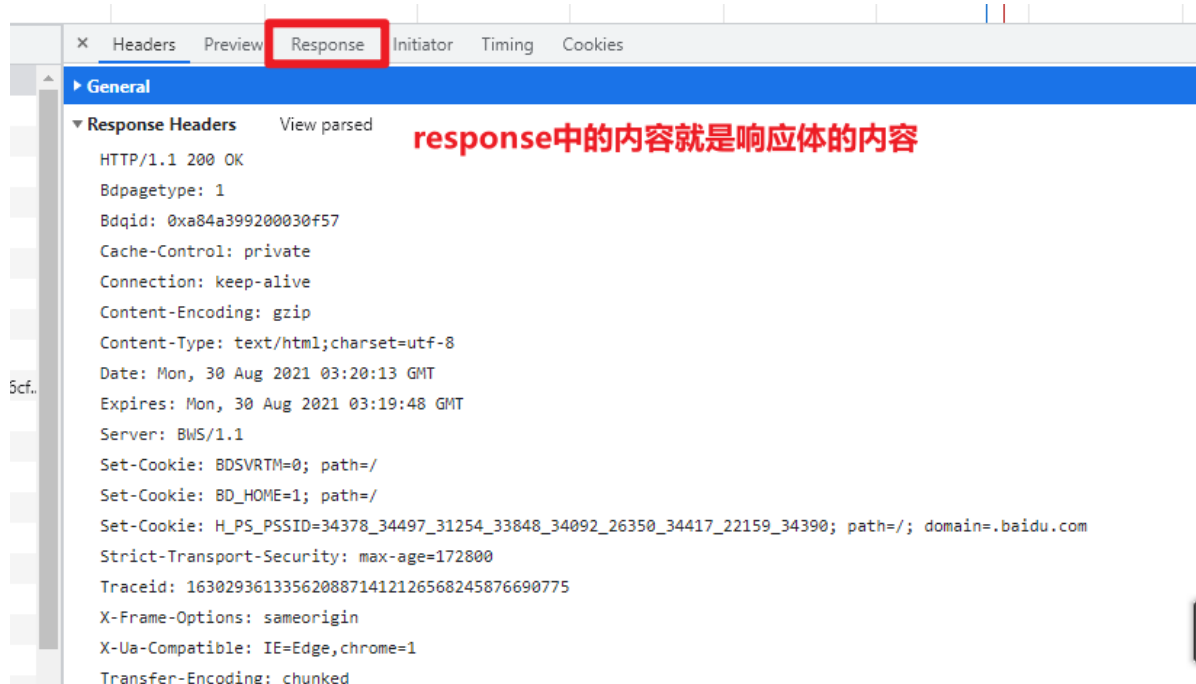 × Headers Preview Response Initiator Timing Cookies
General
Response Headers View parsed
response中的内容就是响应体的内容
HTTP/1.1 200 OK
Bdpagetype: 1
Bdqid: 0xa84a399200030f57
Cache-Control: private
Connection: keep-alive
Content-Encoding: gzip
Content-Type: text/html;charset=utf-8
Date: Mon, 30 Aug 2021 03:20:13 GMT
6cf..
Expires: Mon, 30 Aug 2021 03:19:48 GMT
Server: BWS/1.1
Set-Cookie: BDSVRTM=0; path=/
Set-Cookie: BD_HOME=1; path=/
Set-Cookie: H_PS_PSSID=34378_34497_31254_33848_34092_26350_34417_22159_34390; path=/; domain=.baidu.com
Strict-Transport-Security: max-age=172800
Traceid: 1630293613356208871412126568245876690775
X-Frame-Options: sameorigin
X-Ua-Compatible: IE=Edge,chrome=1
Transfer-Encoding: chunked